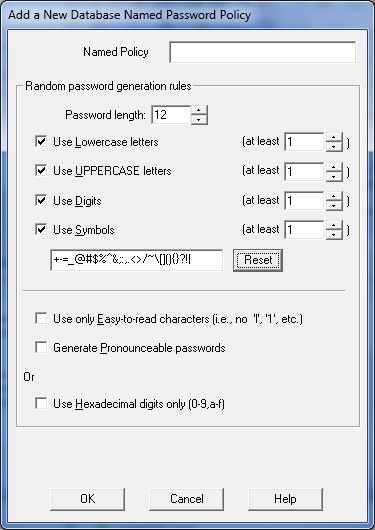 Add a New Database Named Password Policy
Named Policy
Random password generation rules
Password length: 12
Use Lowercase letters (at least 1 )
Use UPPERCASE letters (at least 1 )
Use Digits (at least 1 )
Use Symbols (at least 1 )
+-=_@#$%^&;:,.<>/~\[](){}?!| Reset
Use only Easy-to-read characters (i.e., no 'l', '1', etc.)
Generate Pronounceable passwords
Or
Use Hexadecimal digits only (0-9,a-f)
OK Cancel Help